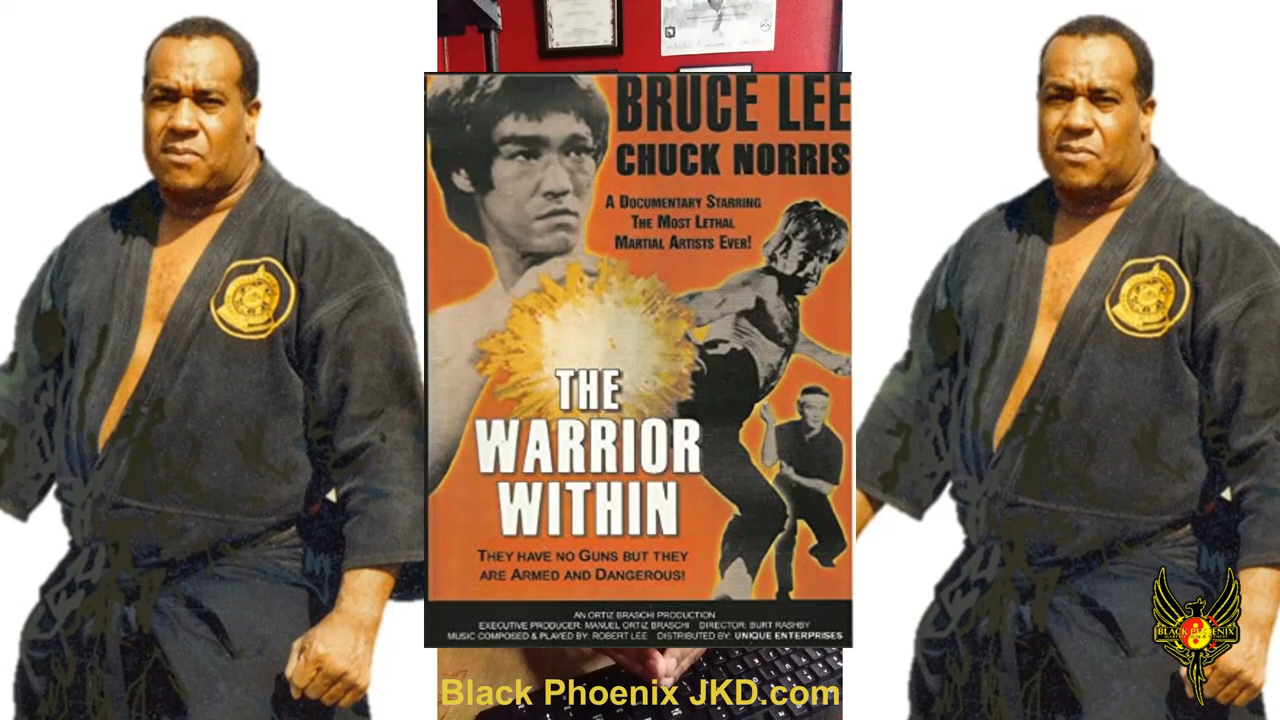 BRUCE LEE
CHUCK NORRIS
A DOCUMENTARY STARRING
THE MOST LETHAL
MARTIAL ARTISTS EVER!
THE
WARRIOR
WITHIN
THEY HAVE NO GUNS BUT THEY
ARE ARMED AND DANGEROUS!
AN ORTIZ BRASCHI PRODUCTION
EXECUTIVE PRODUCER: MANUEL ORTIZ BRASCHI DIRECTOR: BURT RASHBY
MUSIC COMPOSED & PLAYED BY: ROBERT LEE DISTRIBUTED BY: UNIQUE ENTERPRISES
BLACK PHOENIX
Black Phoenix JKD.com